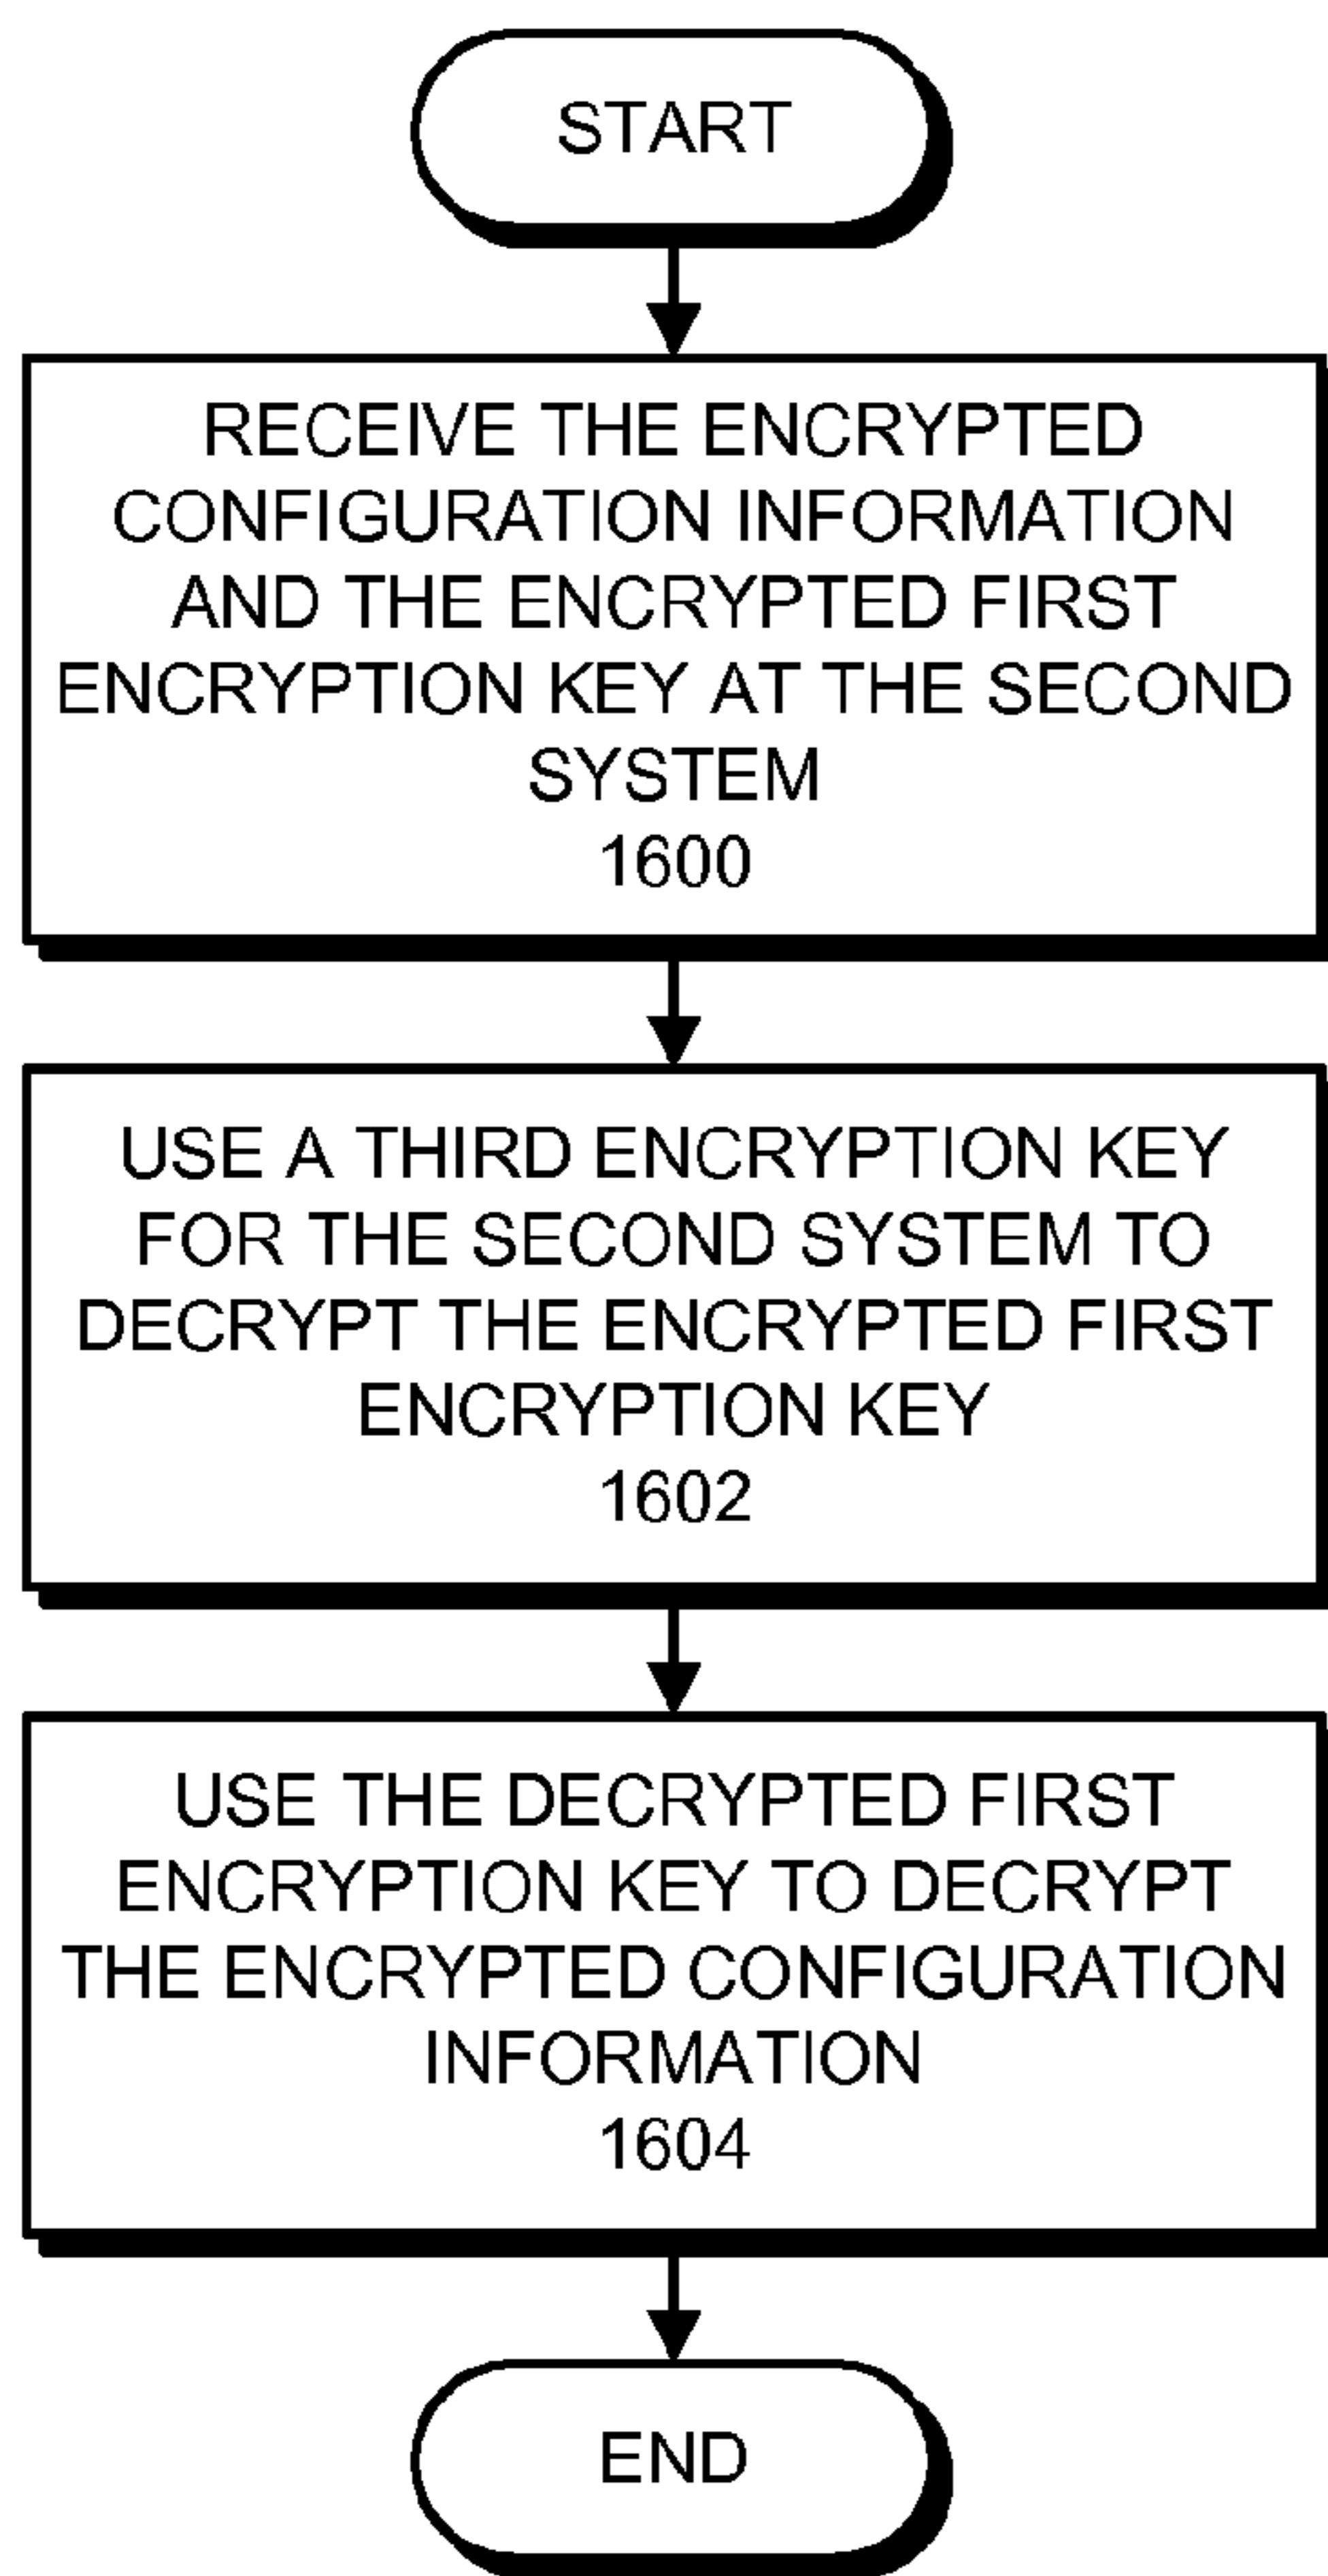 START
RECEIVE THE ENCRYPTED
CONFIGURATION INFORMATION
AND THE ENCRYPTED FIRST
ENCRYPTION KEY AT THE SECOND
SYSTEM
1600
USE A THIRD ENCRYPTION KEY
FOR THE SECOND SYSTEM TO
DECRYPT THE ENCRYPTED FIRST
ENCRYPTION KEY
1602
USE THE DECRYPTED FIRST
ENCRYPTION KEY TO DECRYPT
THE ENCRYPTED CONFIGURATION
INFORMATION
1604
END